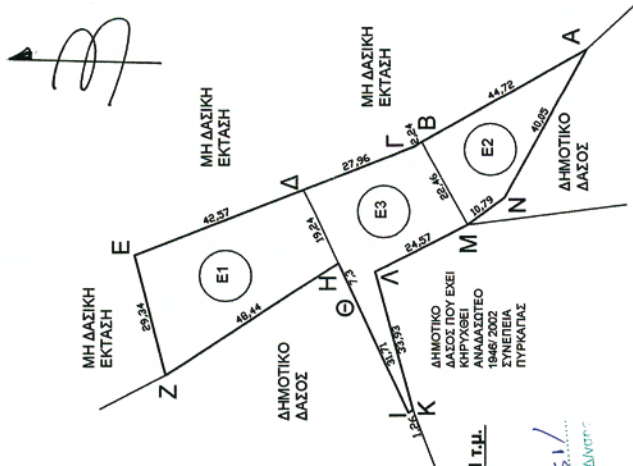 ΜΗ ΔΑΣΙΚΗ
ΕΚΤΑΣΗ
ΜΗ ΔΑΣΙΚΗ
ΕΚΤΑΣΗ
ΜΗ ΔΑΣΙΚΗ
ΕΚΤΑΣΗ
Ε
29,34
Ζ
42,57
Ε1
48,44
Δ
19,24
Η
7,3
Θ
27,96
Γ
2,24
Β
Ε3
22,46
44,72
Α
Ε2
40,05
Ν
10,79
Μ
24,57
Λ
33,93
31,71
Ι
Κ
1,26
ΔΗΜΟΤΙΚΟ
ΔΑΣΟΣ
ΔΗΜΟΤΙΚΟ
ΔΑΣΟΣ
ΔΗΜΟΤΙΚΟ
ΔΑΣΟΣ ΠΟΥ ΕΧΕΙ
ΚΗΡΥΧΘΕΙ
ΑΝΑΔΑΣΩΤΕΟ
1946/ 2002
ΣΥΝΕΠΕΙΑ
ΠΥΡΚΑΓΙΑΣ
τ.μ.